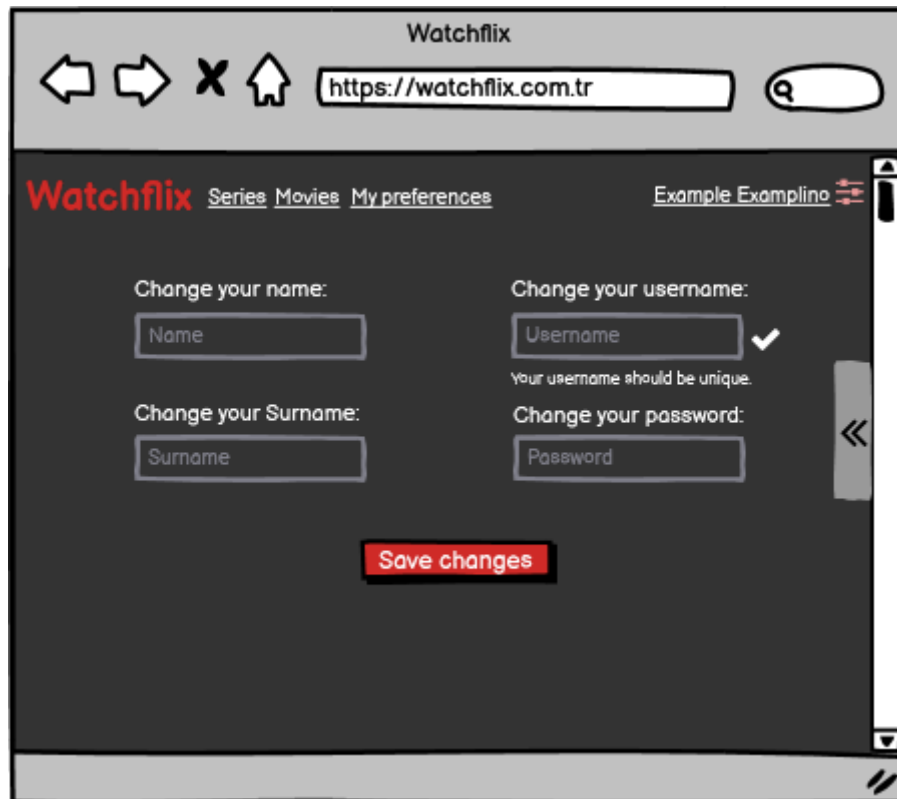 Watchflix
https://watchflix.com.tr
Watchflix Series Movies My preferences Example Examplino
Change your name: Change your username:
Name Username
Your username should be unique.
Change your Surname: Change your password:
Surname Password
Save changes